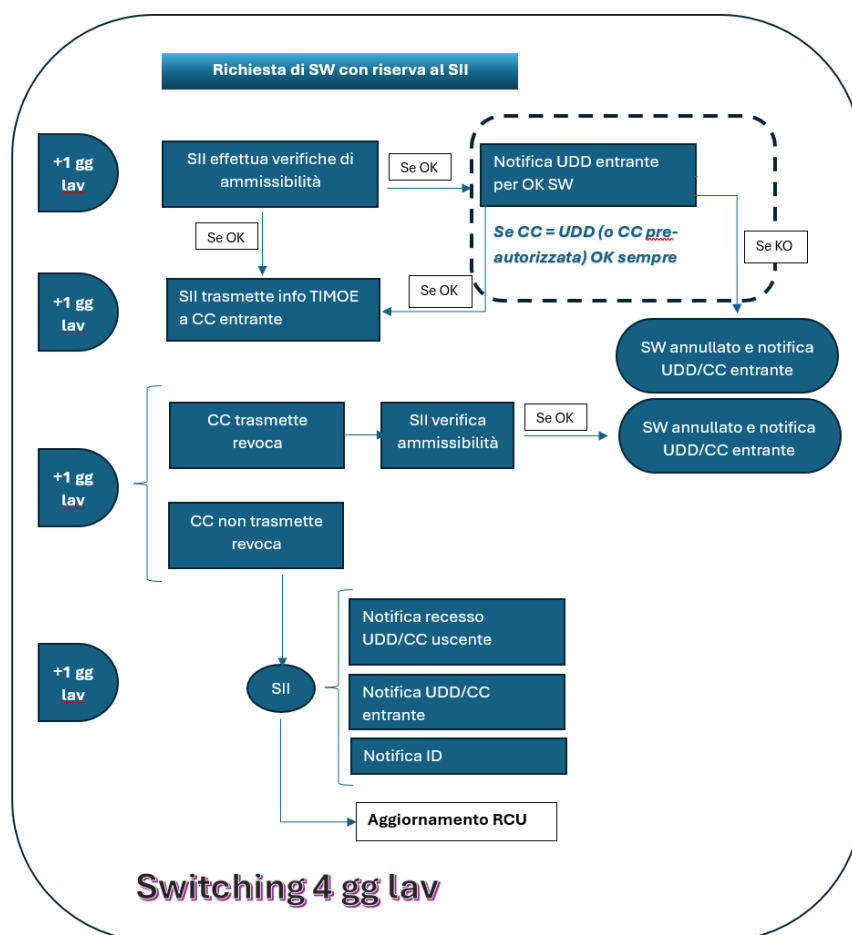 Richiesta di SW con riserva al SII
+1 gg
lav
SII effettua verifiche di
ammissibilità
Se OK
Notifica UDD entrante
per OK SW
Se OK
Se CC = UDD (o CC pre-
autorizzata) OK sempre
Se KO
+1 gg
lav
SII trasmette info TIMOE
a CC entrante
Se OK
SW annullato e notifica
UDD/CC entrante
+1 gg
lav
CC trasmette
revoca
SII verifica
ammissibilità
Se OK
SW annullato e notifica
UDD/CC entrante
CC non trasmette
revoca
+1 gg
lav
SII
Notifica recesso
UDD/CC uscente
Notifica UDD/CC
entrante
Notifica ID
Aggiornamento RCU
Switching 4 gg lav